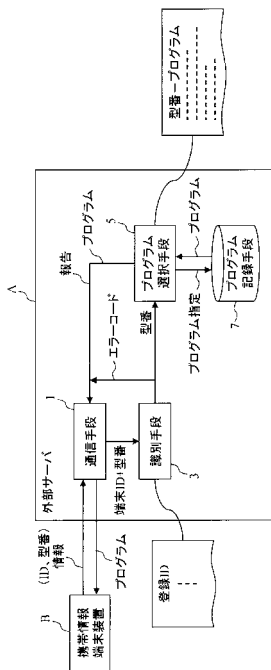 A
外部サーバ
B
携帯情報
端末装置
(ID、型番)
情報
プログラム
1
通信手段
端末ID!型番
3
識別手段
登録ID
エラーコード
報告
プログラム
型番
5
プログラム
選択手段
プログラム指定
プログラム
7
プログラム
記録手段
型番－プログラム